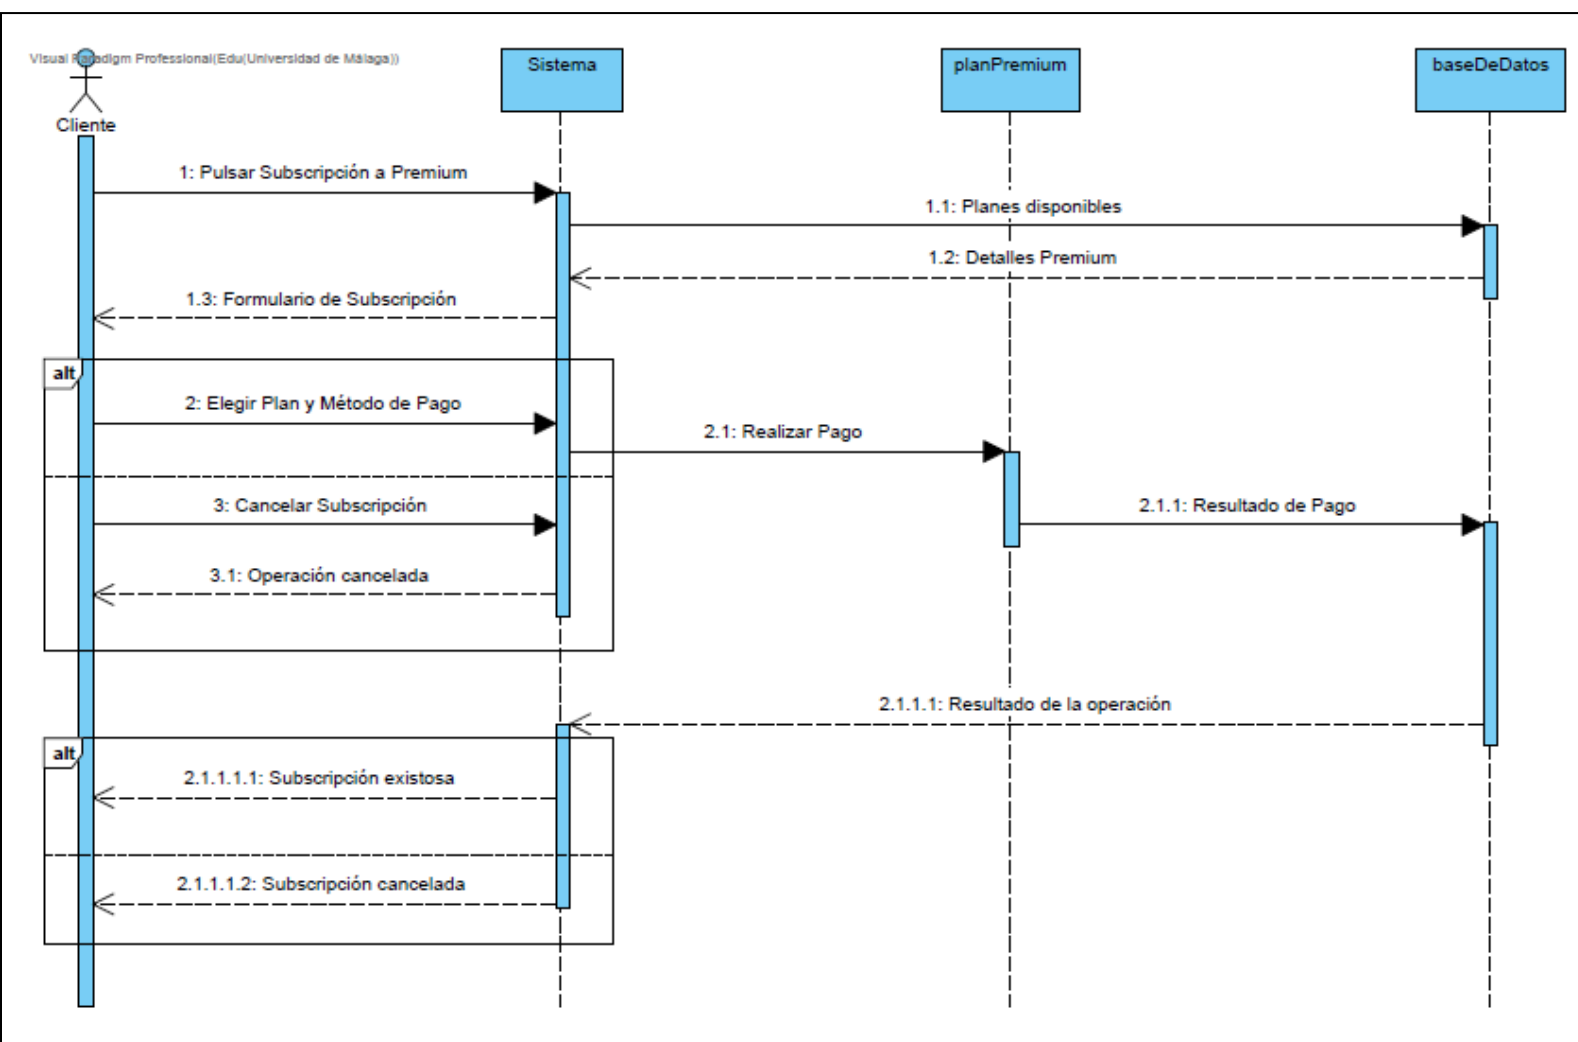 Visual Paradigm Professional(Edu(Universidad de Málaga))
Sistema
planPremium
baseDeDatos
Cliente
1: Pulsar Subscripción a Premium
1.1: Planes disponibles
1.2: Detalles Premium
1.3: Formulario de Subscripción
alt
2: Elegir Plan y Método de Pago
2.1: Realizar Pago
3: Cancelar Subscripción
2.1.1: Resultado de Pago
3.1: Operación cancelada
2.1.1.1: Resultado de la operación
alt
2.1.1.1.1: Subscripción existosa
2.1.1.1.2: Subscripción cancelada